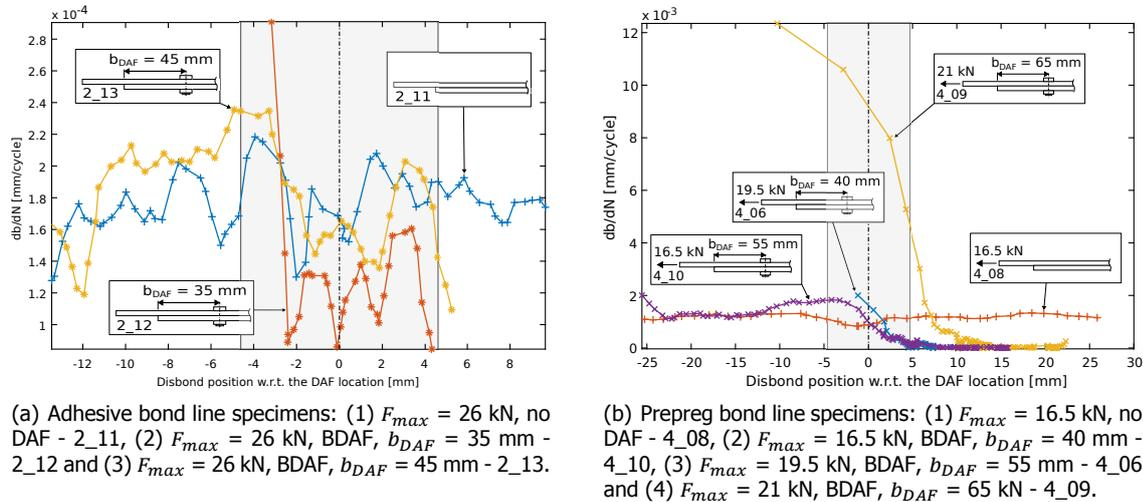 ×10⁻⁴
2.8
2.6
2.4
2.2
2
1.8
1.6
1.4
1.2
1
db/dN [mm/cycle]
b_DAF = 45 mm
2_13
2_11
b_DAF = 35 mm
2_12
-12 -10 -8 -6 -4 -2 0 2 4 6 8
Disbond position w.r.t. the DAF location [mm]
(a) Adhesive bond line specimens: (1) F_max = 26 kN, no
DAF - 2_11, (2) F_max = 26 kN, BDAF, b_DAF = 35 mm -
2_12 and (3) F_max = 26 kN, BDAF, b_DAF = 45 mm - 2_13.
×10⁻³
12
10
8
6
4
2
0
db/dN [mm/cycle]
b_DAF = 65 mm
21 kN
4_09
b_DAF = 40 mm
19.5 kN
4_06
b_DAF = 55 mm
16.5 kN
4_10
16.5 kN
4_08
-25 -20 -15 -10 -5 0 5 10 15 20 25 30
Disbond position w.r.t. the DAF location [mm]
(b) Prepreg bond line specimens: (1) F_max = 16.5 kN, no
DAF - 4_08, (2) F_max = 16.5 kN, BDAF, b_DAF = 40 mm -
4_10, (3) F_max = 19.5 kN, BDAF, b_DAF = 55 mm - 4_06
and (4) F_max = 21 kN, BDAF, b_DAF = 65 kN - 4_09.